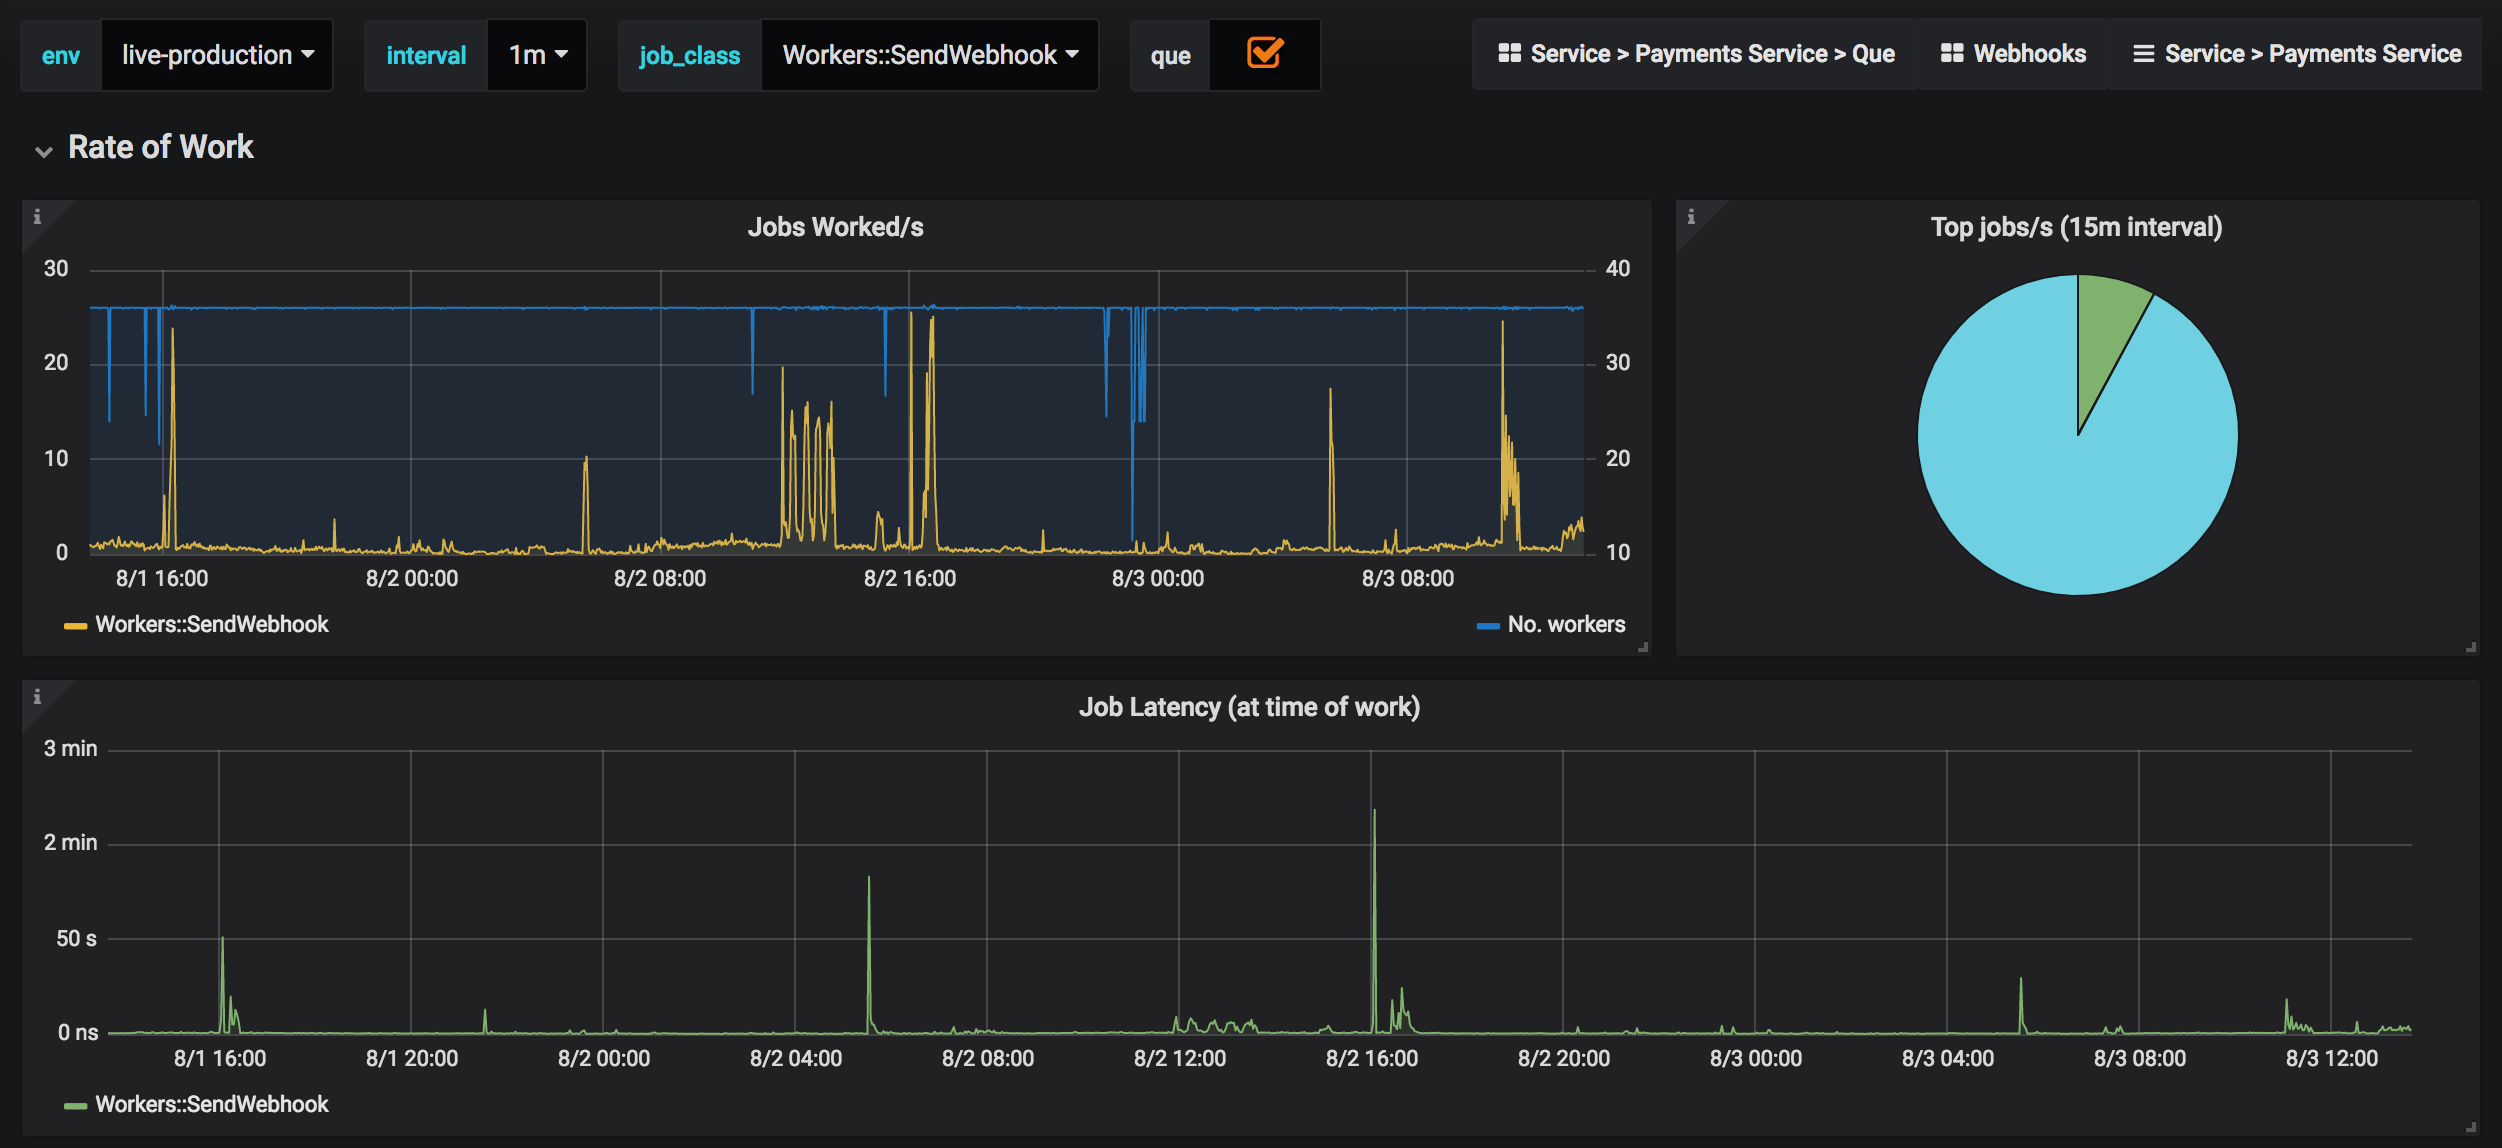 env live-production interval 1m job_class Workers::SendWebhook que Service > Payments Service > Que Webhooks Service > Payments Service
Rate of Work
Jobs Worked/s
30 40
20 30
10 20
0 10
8/1 16:00 8/2 00:00 8/2 08:00 8/2 16:00 8/3 00:00 8/3 08:00
Workers::SendWebhook No. workers
Top jobs/s (15m interval)
Job Latency (at time of work)
3 min
2 min
50 s
0 ns
8/1 16:00 8/1 20:00 8/2 00:00 8/2 04:00 8/2 08:00 8/2 12:00 8/2 16:00 8/2 20:00 8/3 00:00 8/3 04:00 8/3 08:00 8/3 12:00
Workers::SendWebhook